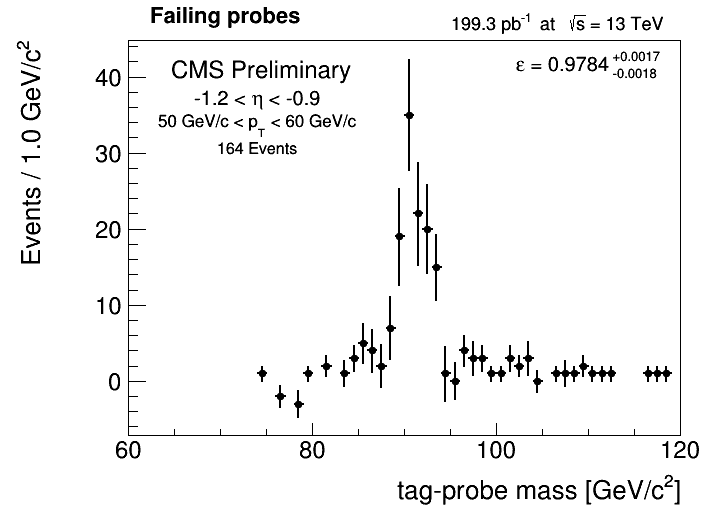 Failing probes
199.3 pb⁻¹ at √s = 13 TeV
CMS Preliminary
ε = 0.9784 +0.0017 -0.0018
-1.2 < η < -0.9
50 GeV/c < p_T < 60 GeV/c
164 Events
Events / 1.0 GeV/c²
40
30
20
10
0
60 80 100 120
tag-probe mass [GeV/c²]